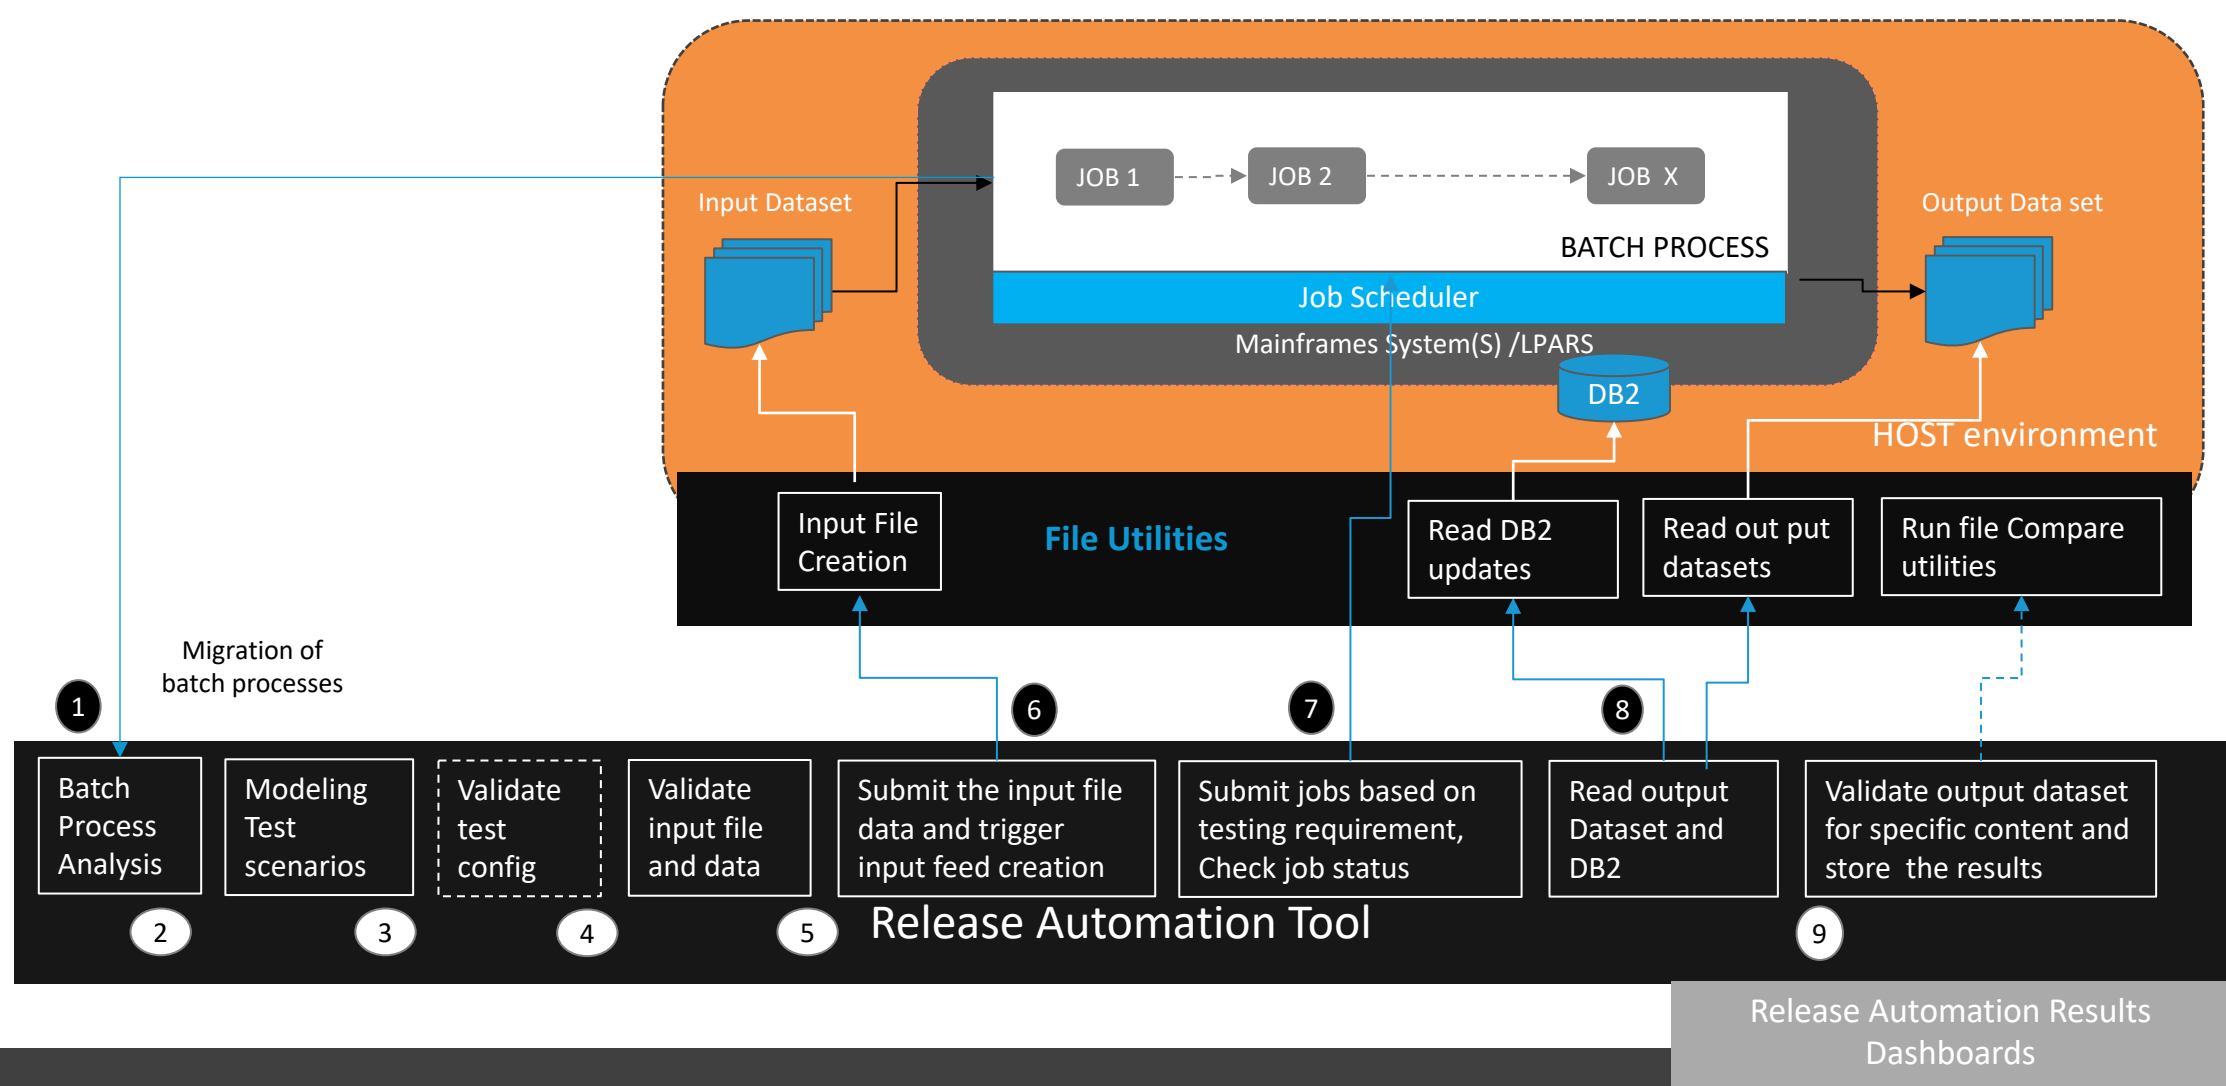 JOB 1
JOB 2
JOB  X
Input Dataset
Output Data set
BATCH PROCESS
Job Scheduler
Mainframes System(S) /LPARS
DB2
HOST environment
Input File
Creation
File Utilities
Read DB2
updates
Read out put
datasets
Run file Compare
utilities
Migration of
batch processes
1
6
7
8
Batch
Process
Analysis
Modeling
Test
scenarios
Validate
test
config
Validate
input file
and data
Submit the input file
data and trigger
input feed creation
Submit jobs based on
testing requirement,
Check job status
Read output
Dataset and
DB2
Validate output dataset
for specific content and
store  the results
2
3
4
5
Release Automation Tool
9
Release Automation Results
Dashboards